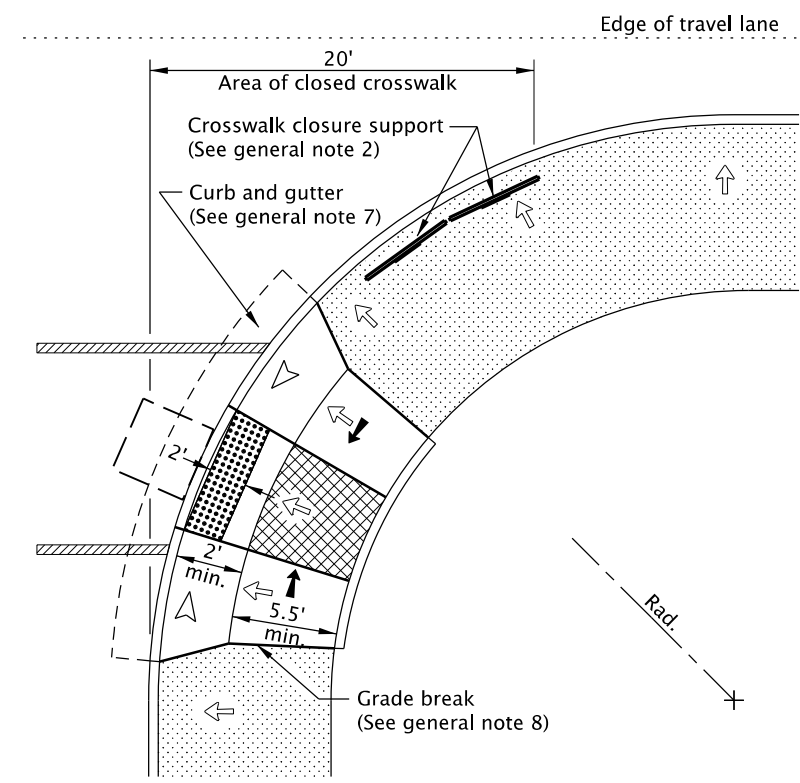 Edge of travel lane
20'
Area of closed crosswalk
Crosswalk closure support
(See general note 2)
Curb and gutter
(See general note 7)
2'
2'
min.
5.5'
min.
Rad.
Grade break
(See general note 8)